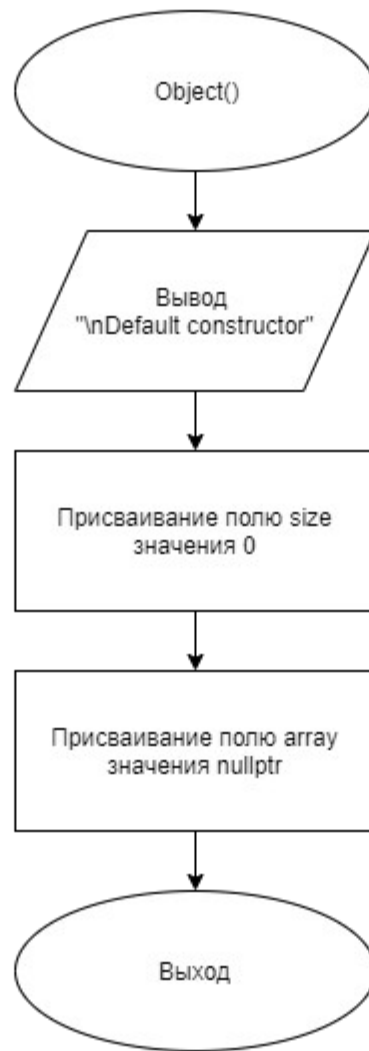 Object()
Вывод
"\nDefault constructor"
Присваивание полю size
значения 0
Присваивание полю array
значения nullptr
Выход